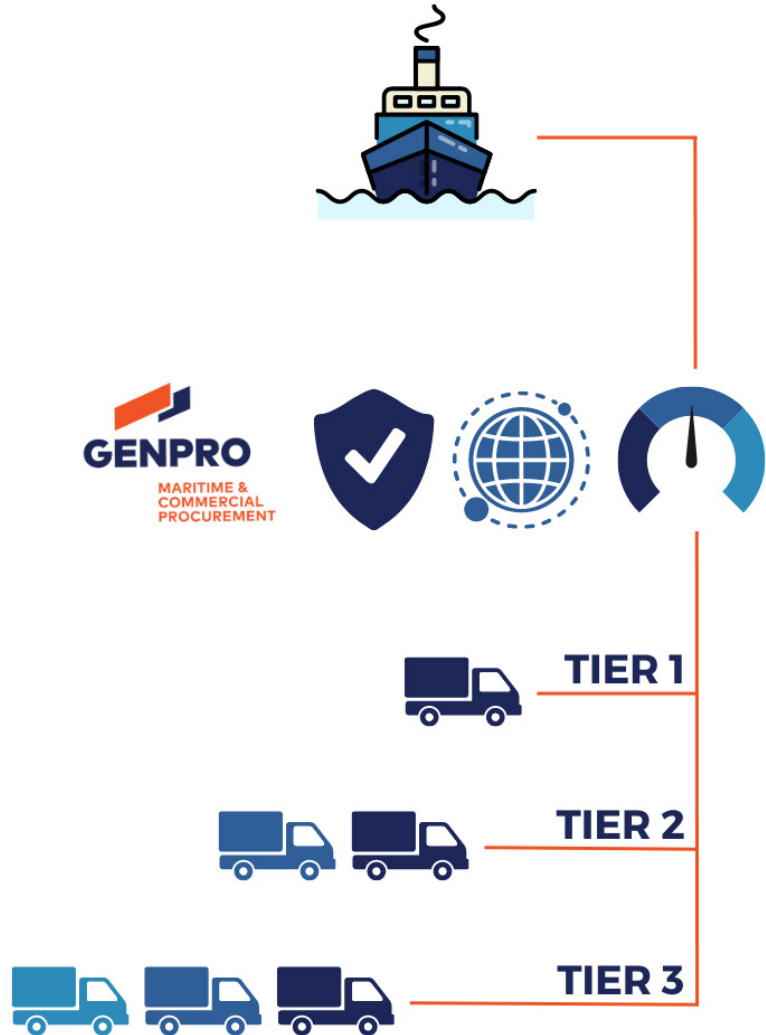 GENPRO
MARITIME &
COMMERCIAL
PROCUREMENT
TIER 1
TIER 2
TIER 3